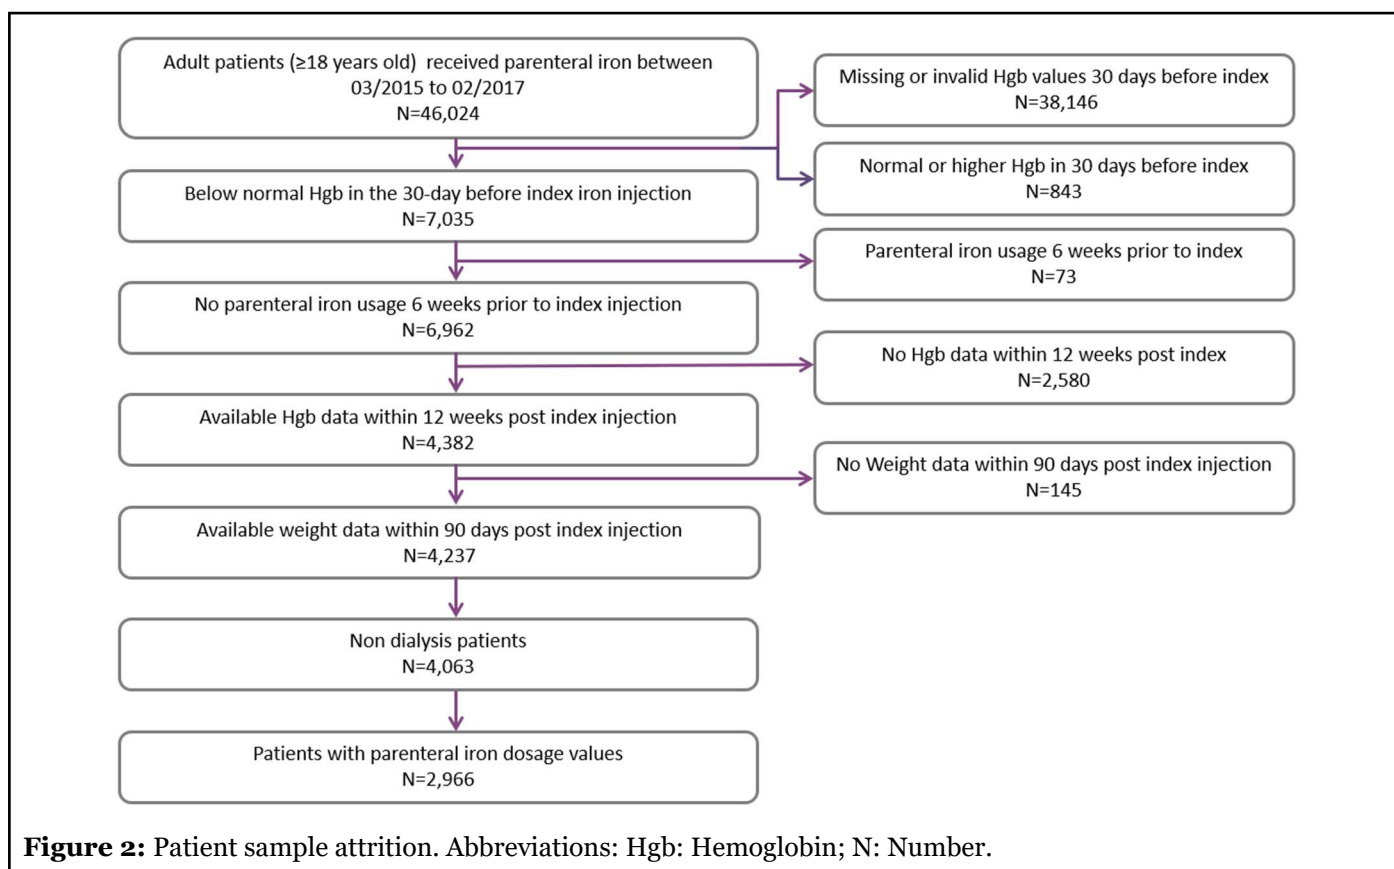 Adult patients (≥18 years old)  received parenteral iron between
03/2015 to 02/2017
N=46,024
Missing or invalid Hgb values 30 days before index
N=38,146
Normal or higher Hgb in 30 days before index
N=843
Below normal Hgb in the 30-day before index iron injection
N=7,035
Parenteral iron usage 6 weeks prior to index
N=73
No parenteral iron usage 6 weeks prior to index injection
N=6,962
No Hgb data within 12 weeks post index
N=2,580
Available Hgb data within 12 weeks post index injection
N=4,382
No Weight data within 90 days post index injection
N=145
Available weight data within 90 days post index injection
N=4,237
Non dialysis patients
N=4,063
Patients with parenteral iron dosage values
N=2,966
Figure 2: Patient sample attrition. Abbreviations: Hgb: Hemoglobin; N: Number.